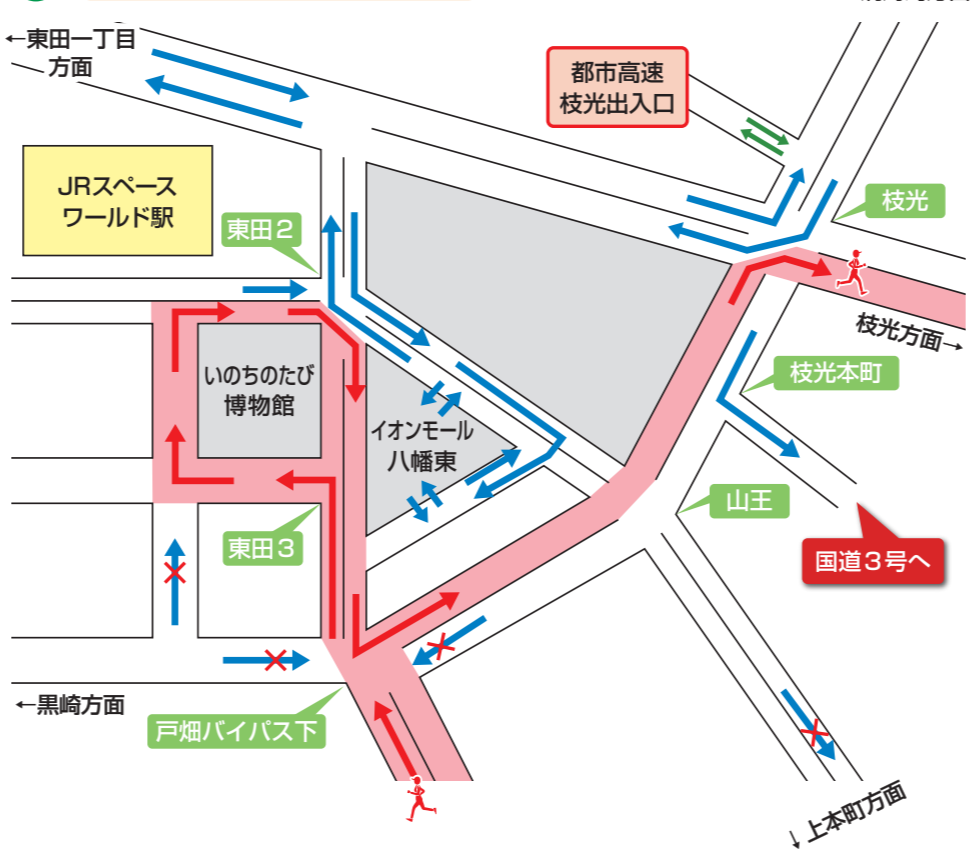 ←東田一丁目
方面
都市高速
枝光出入口
JRスペース
ワールド駅
枝光
東田2
枝光方面→
いのちのたび
博物館
枝光本町
イオンモール
八幡東
山王
東田3
国道3号へ
←黒崎方面
戸畑バイパス下
↓上本町方面